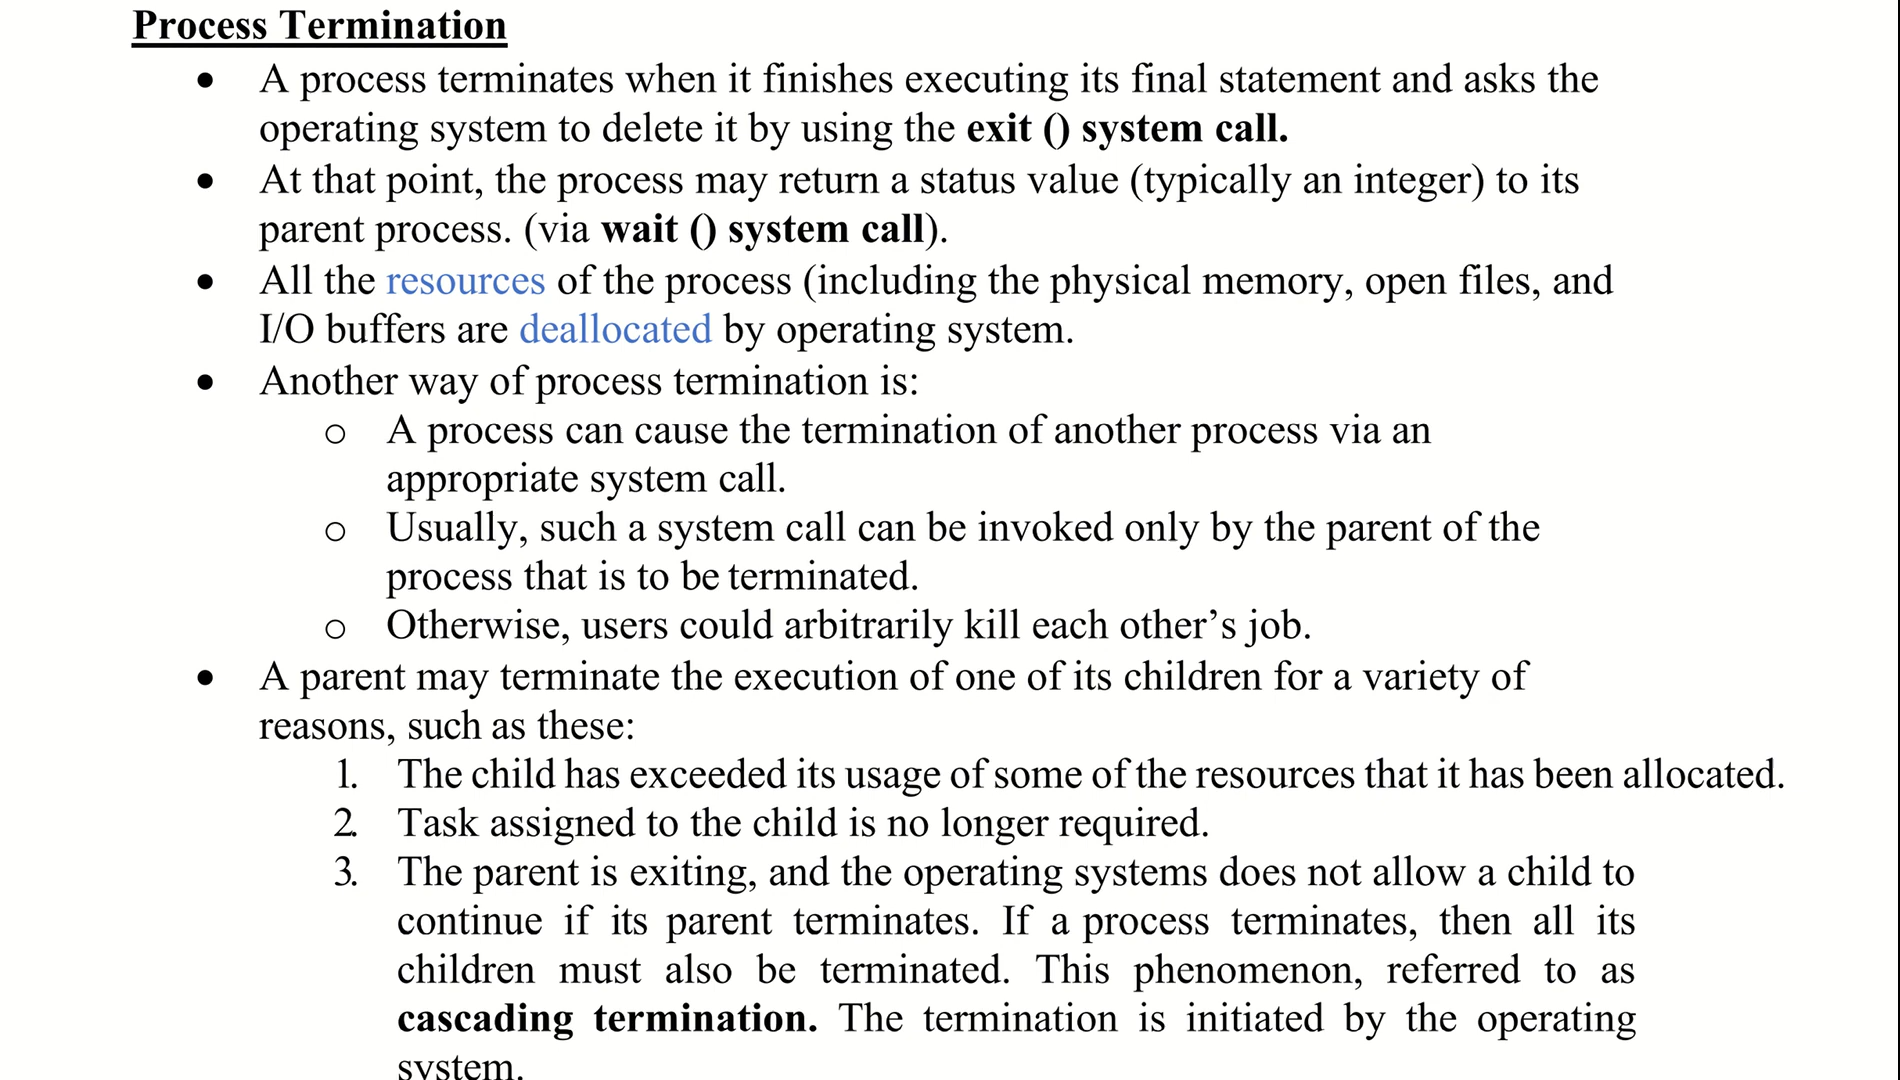 Process Termination
• A process terminates when it finishes executing its final statement and asks the
operating system to delete it by using the exit () system call.
• At that point, the process may return a status value (typically an integer) to its
parent process. (via wait () system call).
• All the resources of the process (including the physical memory, open files, and
I/O buffers are deallocated by operating system.
• Another way of process termination is:
o A process can cause the termination of another process via an
appropriate system call.
o Usually, such a system call can be invoked only by the parent of the
process that is to be terminated.
o Otherwise, users could arbitrarily kill each other’s job.
• A parent may terminate the execution of one of its children for a variety of
reasons, such as these:
1. The child has exceeded its usage of some of the resources that it has been allocated.
2. Task assigned to the child is no longer required.
3. The parent is exiting, and the operating systems does not allow a child to
continue if its parent terminates. If a process terminates, then all its
children must also be terminated. This phenomenon, referred to as
cascading termination. The termination is initiated by the operating
system.